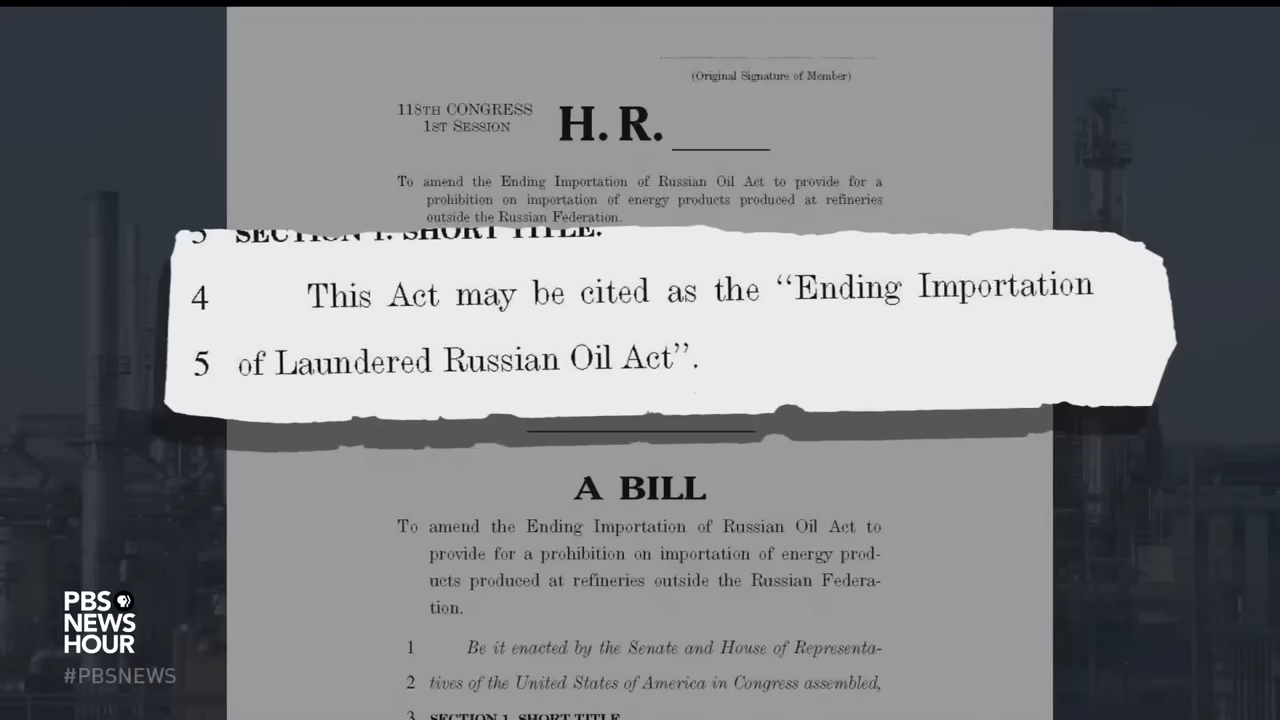 (Original Signature of Member)
118TH CONGRESS
1ST SESSION
H. R.
To amend the Ending Importation of Russian Oil Act to provide for a
prohibition on importation of energy products produced at refineries
outside the Russian Federation.
3 SECTION 1. SHORT TITLE.
4 This Act may be cited as the “Ending Importation
5 of Laundered Russian Oil Act”.
A BILL
To amend the Ending Importation of Russian Oil Act to
provide for a prohibition on importation of energy prod-
ucts produced at refineries outside the Russian Federa-
tion.
1 Be it enacted by the Senate and House of Representa-
2 tives of the United States of America in Congress assembled,
3 SECTION 1. SHORT TITLE.
PBS
NEWS
HOUR
#PBSNEWS